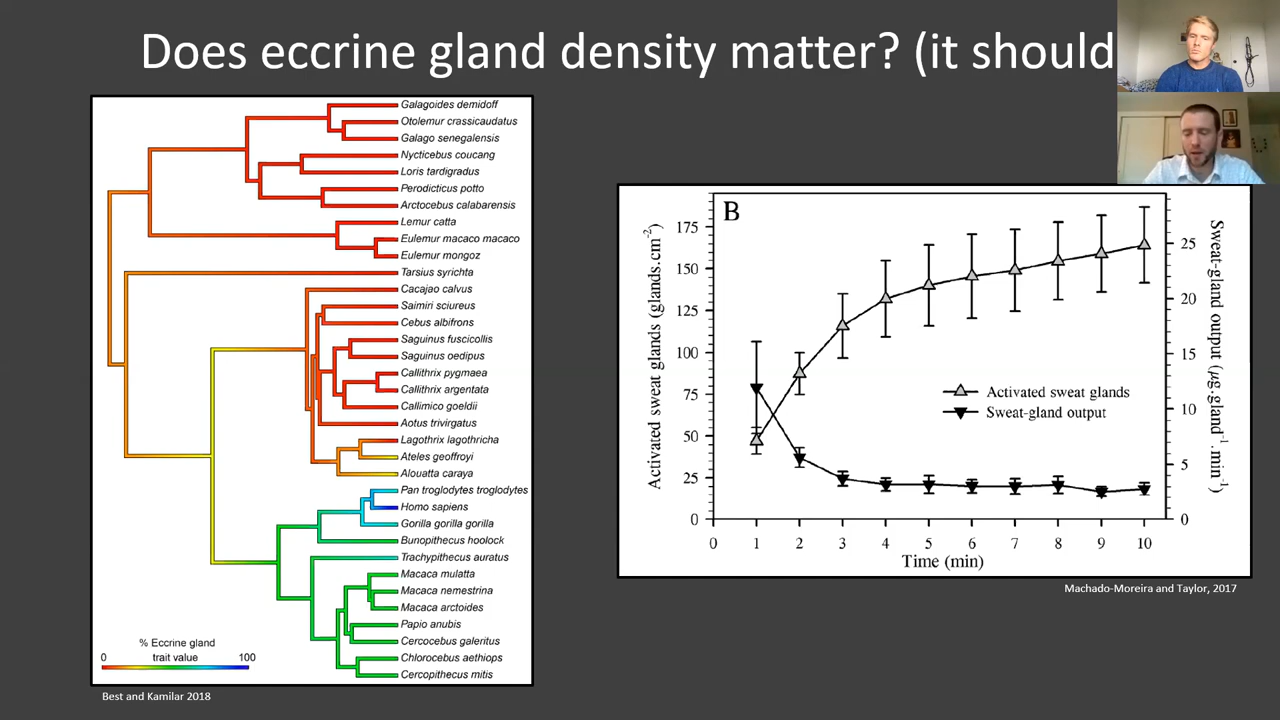 Does eccrine gland density matter? (it should
Galagoides demidoff
Otolemur crassicaudatus
Galago senegalensis
Nycticebus coucang
Loris tardigradus
Perodicticus potto
Arctocebus calabarensis
Lemur catta
Eulemur macaco macaco
Eulemur mongoz
Tarsius syrichta
Cacajao calvus
Saimiri sciureus
Cebus albifrons
Saguinus fuscicollis
Saguinus oedipus
Callithrix pygmaea
Callithrix argentata
Callimico goeldii
Aotus trivirgatus
Lagothrix lagothricha
Ateles geoffroyi
Alouatta caraya
Pan troglodytes troglodytes
Homo sapiens
Gorilla gorilla gorilla
Bunopithecus hoolock
Trachypithecus auratus
Macaca mulatta
Macaca nemestrina
Macaca arctoides
Papio anubis
Cercocebus galeritus
Chlorocebus aethiops
Cercopithecus mitis
% Eccrine gland
0 trait value 100
Best and Kamilar 2018
B
Activated sweat glands (glands.cm-2)
175
150
125
100
75
50
25
0
Activated sweat glands
Sweat-gland output
25
20
15
10
5
0
Sweat-gland output (μg.gland-1.min-1)
0 1 2 3 4 5 6 7 8 9 10
Time (min)
Machado-Moreira and Taylor, 2017